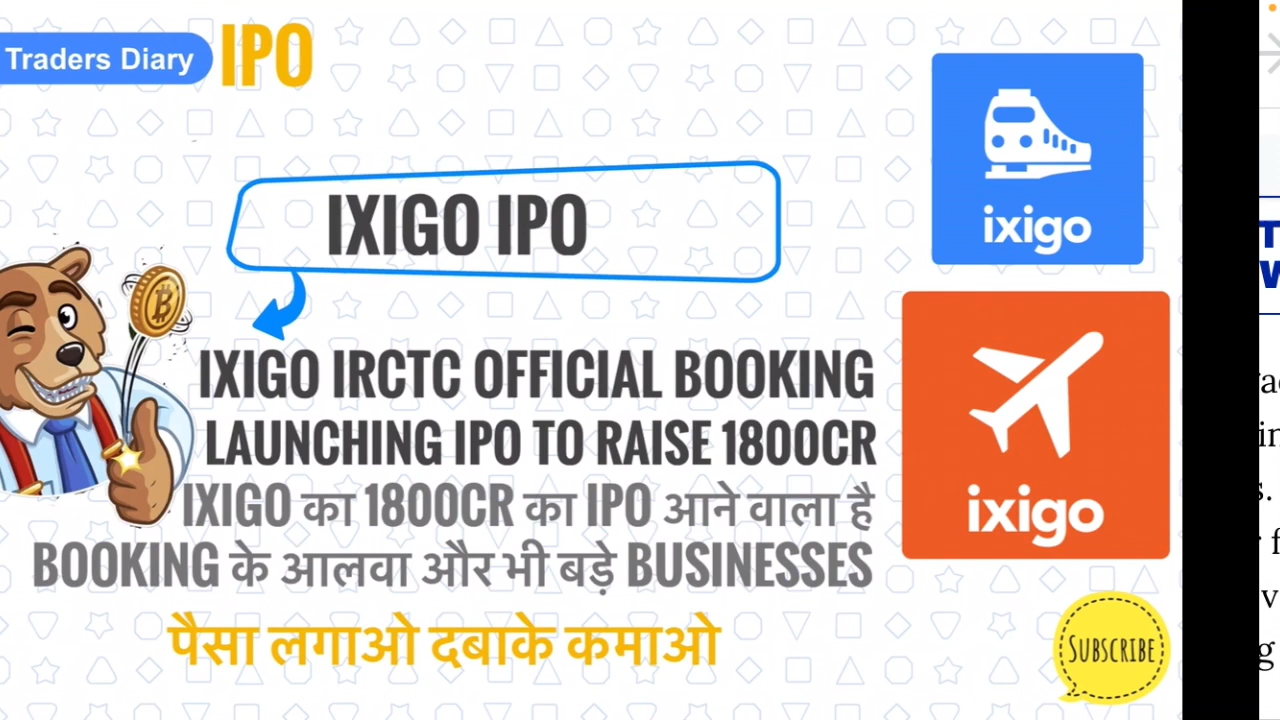 Traders Diary IPO
ixigo
IXIGO IPO
IXIGO IRCTC OFFICIAL BOOKING
LAUNCHING IPO TO RAISE 1800CR
IXIGO का 1800CR का IPO आने वाला है
BOOKING के आलवा और भी बड़े BUSINESSES
ixigo
पैसा लगाओ दबाके कमाओ
SUBSCRIBE